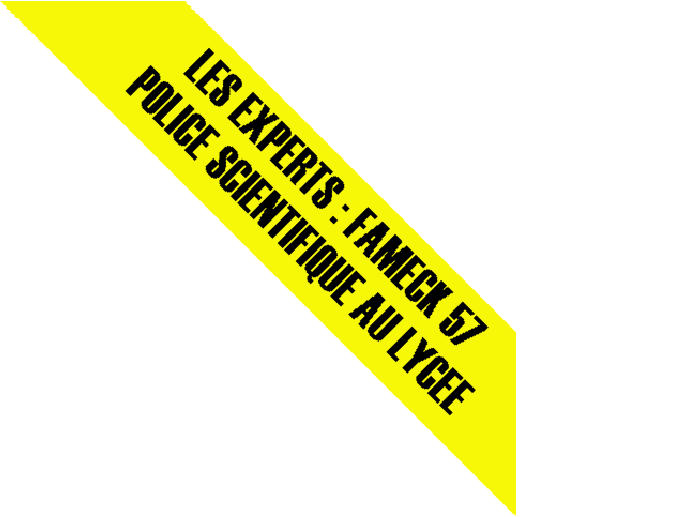 LES EXPERTS : FAMECK 57
POLICE SCIENTIFIQUE AU LYCEE